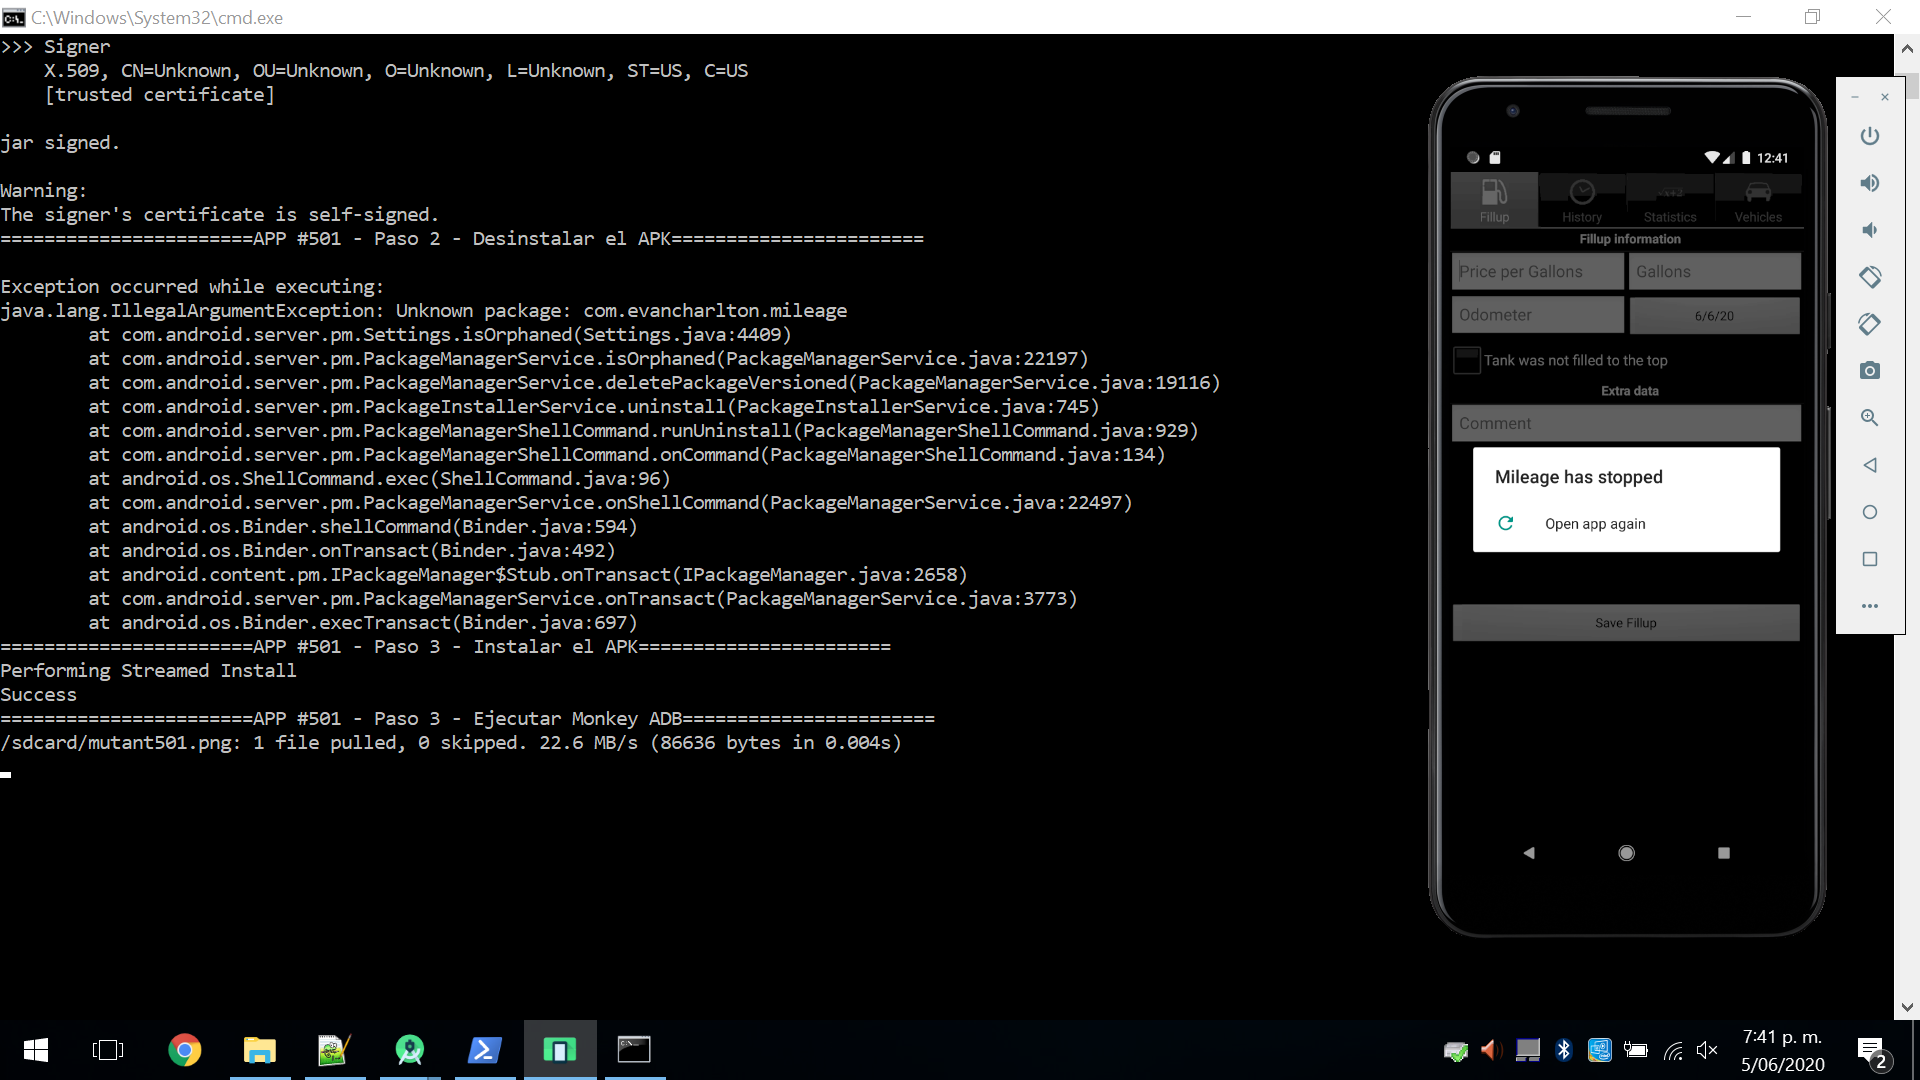 C:\Windows\System32\cmd.exe
>>> Signer
    X.509, CN=Unknown, OU=Unknown, O=Unknown, L=Unknown, ST=US, C=US
    [trusted certificate]
jar signed.
Warning:
The signer's certificate is self-signed.
=======================APP #501 - Paso 2 - Desinstalar el APK=======================
Exception occurred while executing:
java.lang.IllegalArgumentException: Unknown package: com.evancharlton.mileage
        at com.android.server.pm.Settings.isOrphaned(Settings.java:4409)
        at com.android.server.pm.PackageManagerService.isOrphaned(PackageManagerService.java:22197)
        at com.android.server.pm.PackageManagerService.deletePackageVersioned(PackageManagerService.java:19116)
        at com.android.server.pm.PackageInstallerService.uninstall(PackageInstallerService.java:745)
        at com.android.server.pm.PackageManagerShellCommand.runUninstall(PackageManagerShellCommand.java:929)
        at com.android.server.pm.PackageManagerShellCommand.onCommand(PackageManagerShellCommand.java:134)
        at android.os.ShellCommand.exec(ShellCommand.java:96)
        at com.android.server.pm.PackageManagerService.onShellCommand(PackageManagerService.java:22497)
        at android.os.Binder.shellCommand(Binder.java:594)
        at android.os.Binder.onTransact(Binder.java:492)
        at android.content.pm.IPackageManager$Stub.onTransact(IPackageManager.java:2658)
        at com.android.server.pm.PackageManagerService.onTransact(PackageManagerService.java:3773)
        at android.os.Binder.execTransact(Binder.java:697)
=======================APP #501 - Paso 3 - Instalar el APK=======================
Performing Streamed Install
Success
=======================APP #501 - Paso 3 - Ejecutar Monkey ADB=======================
/sdcard/mutant501.png: 1 file pulled, 0 skipped. 22.6 MB/s (86636 bytes in 0.004s)
12:41
Fillup History Statistics Vehicles
Fillup information
Price per Gallons Gallons
Odometer 6/6/20
Tank was not filled to the top
Extra data
Comment
Mileage has stopped
Open app again
Save Fillup
7:41 p. m.
5/06/2020
2